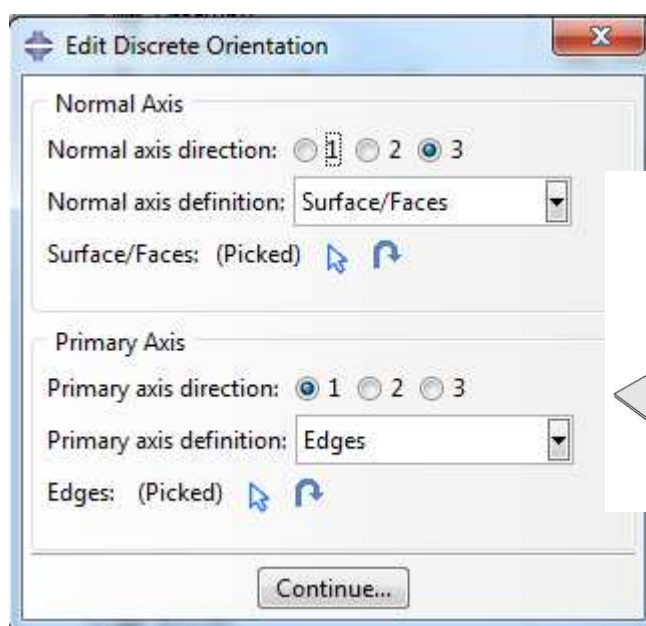 Edit Discrete Orientation
Normal Axis
Normal axis direction: 1 2 3
Normal axis definition: Surface/Faces
Surface/Faces: (Picked)
Primary Axis
Primary axis direction: 1 2 3
Primary axis definition: Edges
Edges: (Picked)
Continue...